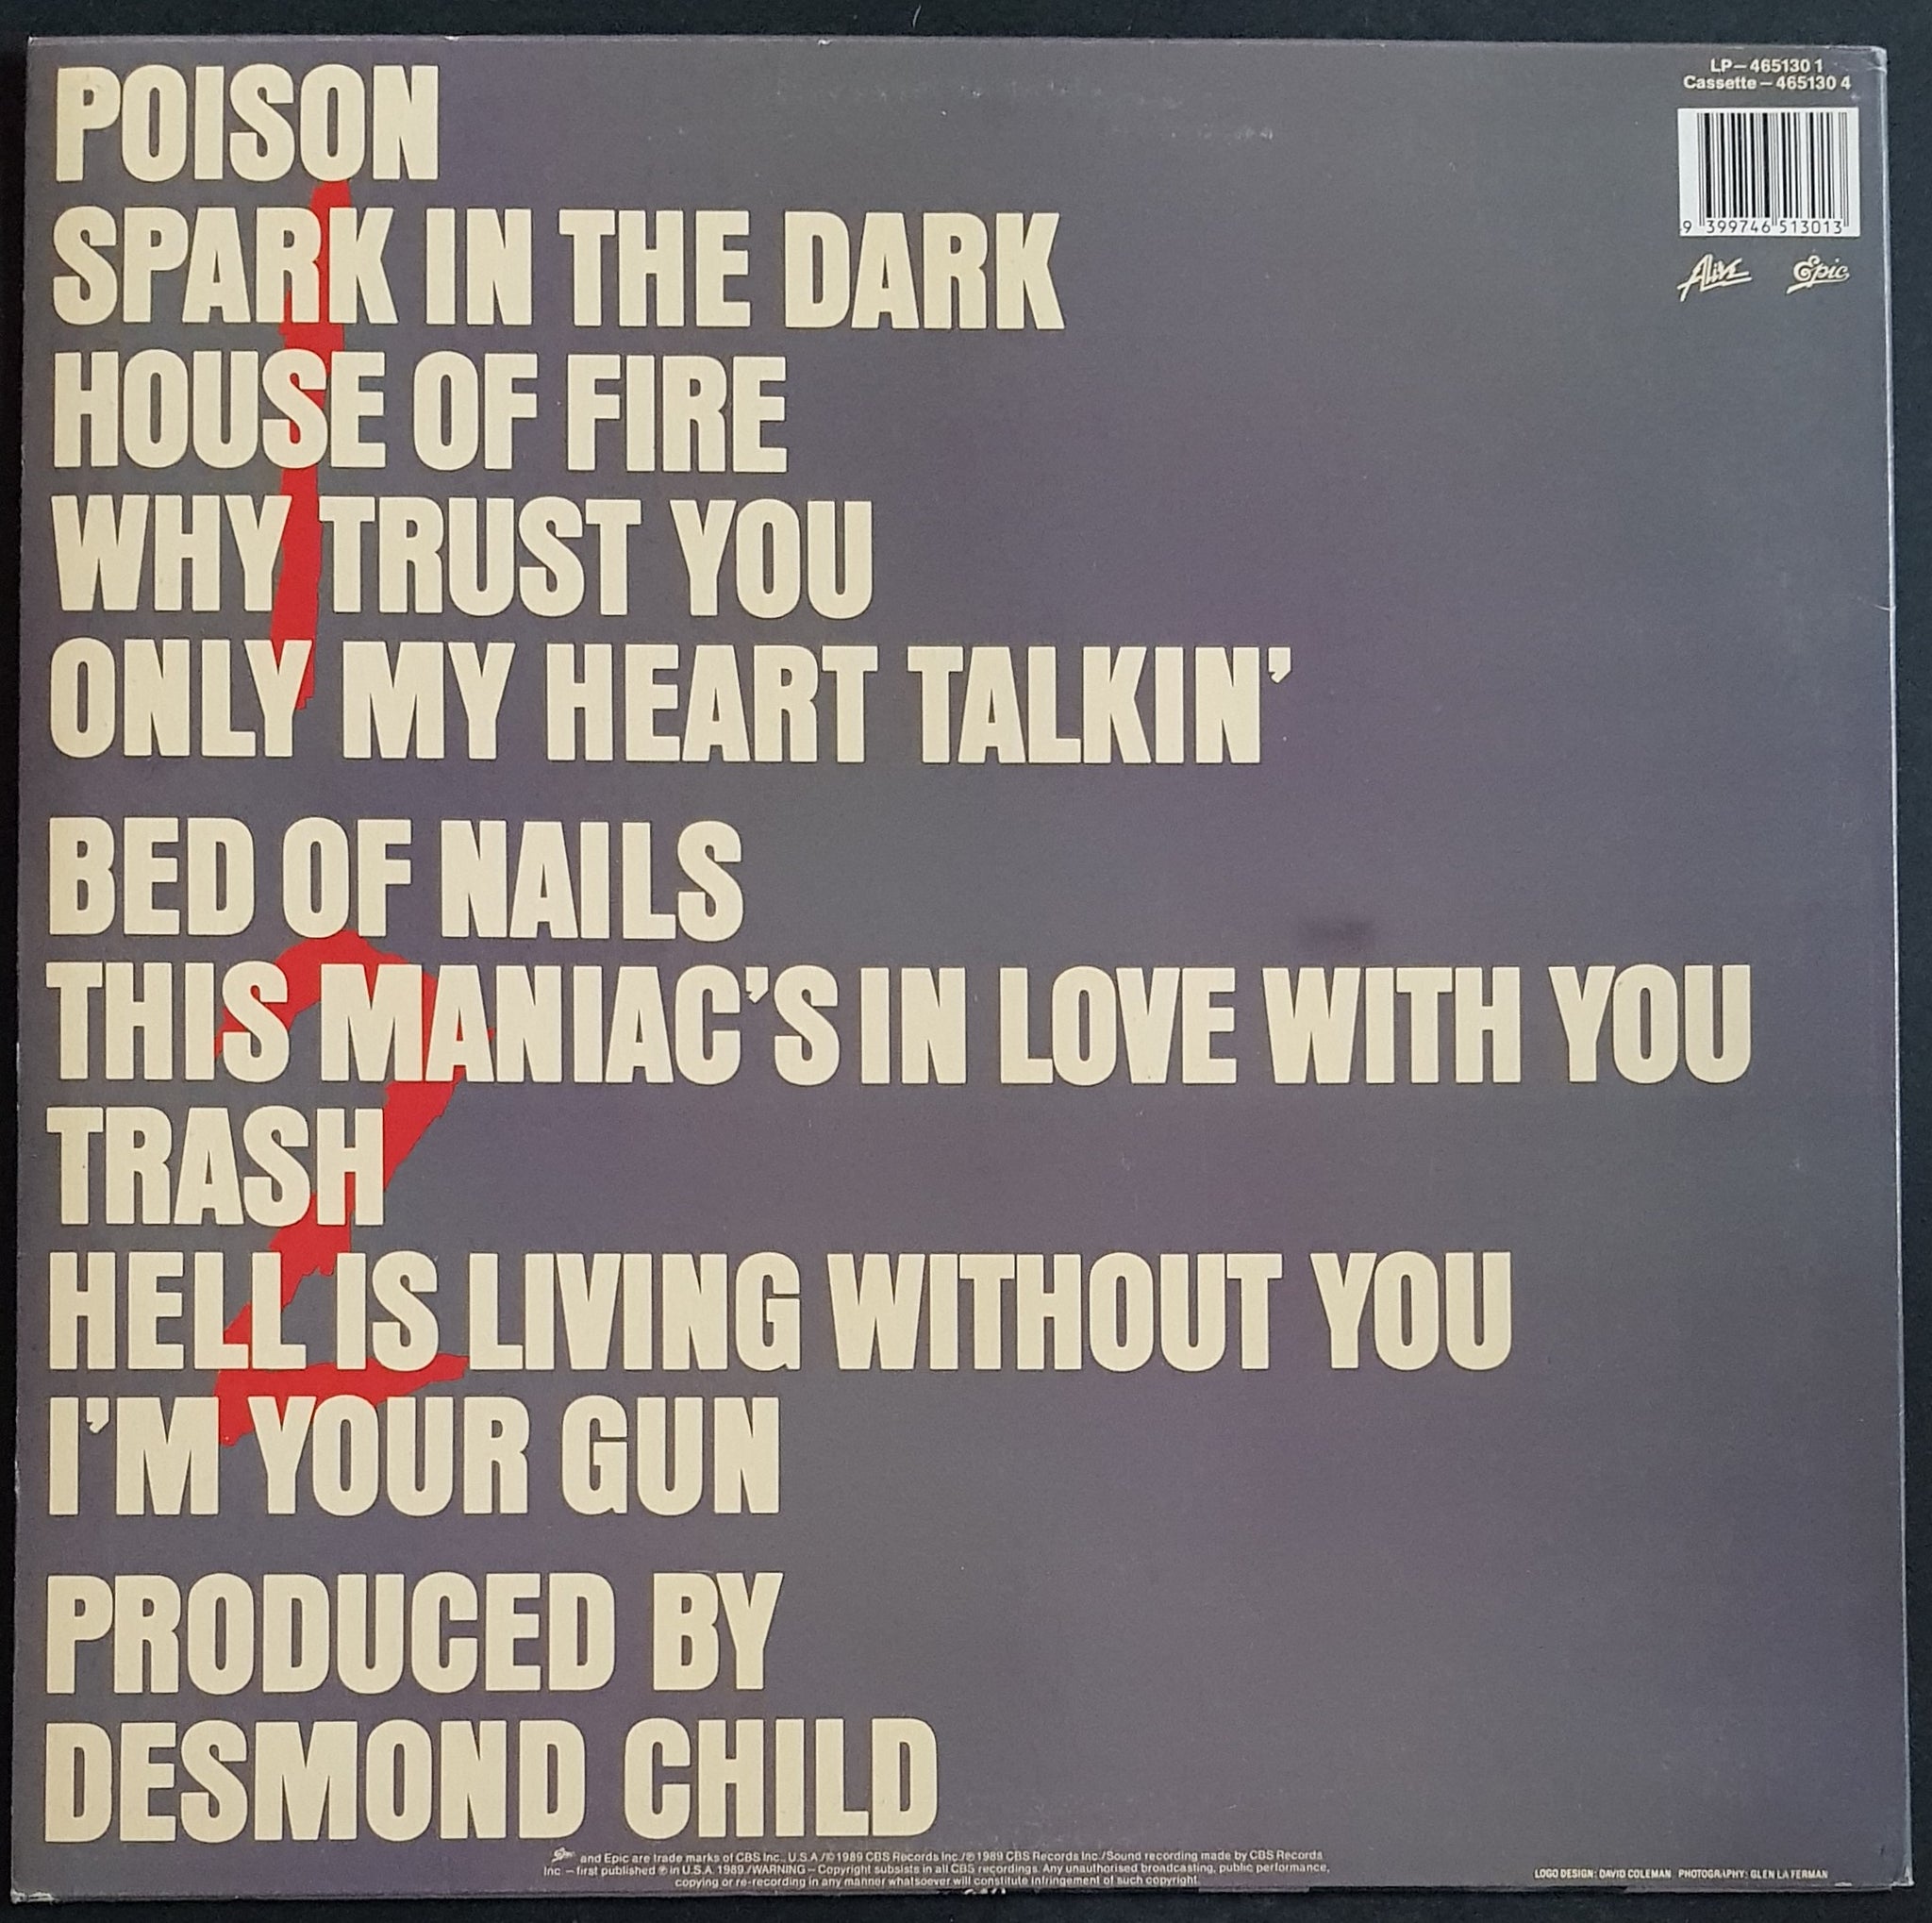 POISON
SPARK IN THE DARK
HOUSE OF FIRE
WHY TRUST YOU
ONLY MY HEART TALKIN'
1
BED OF NAILS
THIS MANIAC'S IN LOVE WITH YOU
TRASH
HELL IS LIVING WITHOUT YOU
I'M YOUR GUN
2
PRODUCED BY
DESMOND CHILD
LP–465130 1
Cassette–465130 4
9 399746 513013
Alive Epic
and Epic are trade marks of CBS Inc., U.S.A./© 1989 CBS Records Inc./℗ 1989 CBS Records Inc./Sound recording made by CBS Records
Inc. – first published ℗ in U.S.A. 1989./WARNING – Copyright subsists in all CBS recordings. Any unauthorised broadcasting, public performance,
copying or re-recording in any manner whatsoever will constitute infringement of such copyright.
LOGO DESIGN: DAVID COLEMAN PHOTOGRAPHY: GLEN LA FERMAN